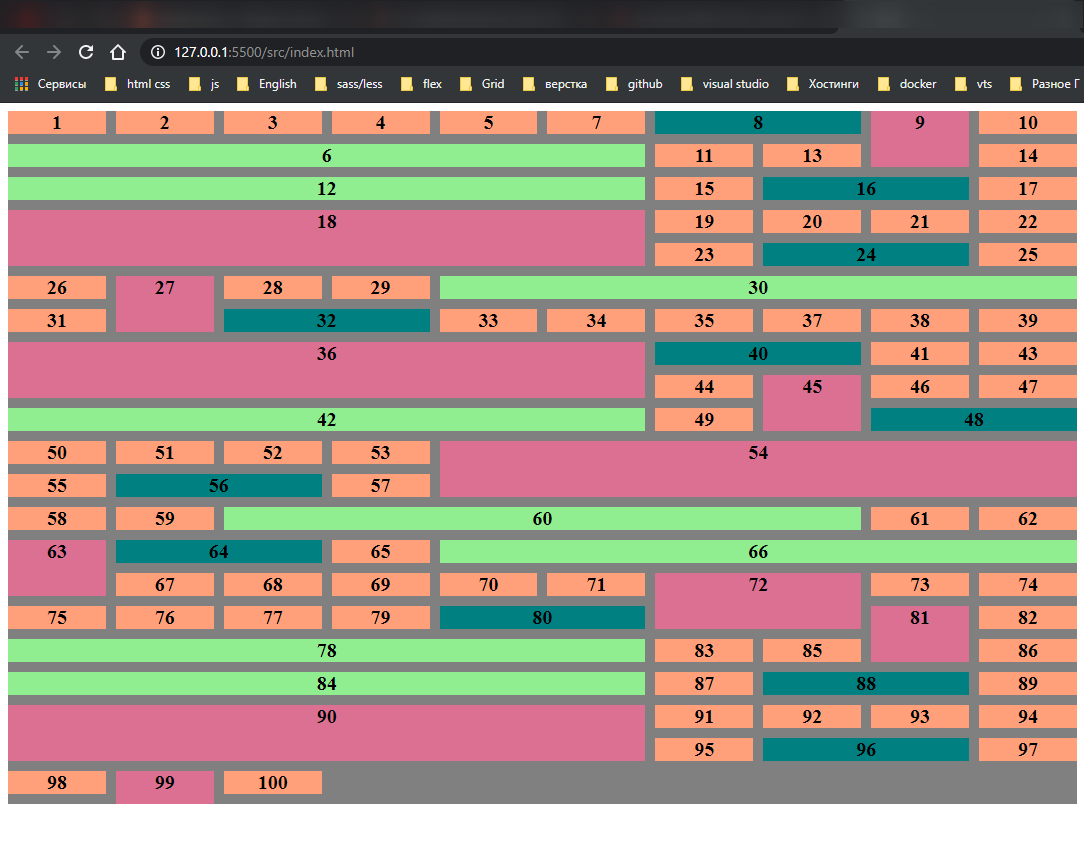 127.0.0.1:5500/src/index.html
Сервисы html css js English sass/less flex Grid верстка github visual studio Хостинги docker vts Разное Г
1 2 3 4 5 7 8 9 10
6 11 13 14
12 15 16 17
18 19 20 21 22
23 24 25
26 27 28 29 30
31 32 33 34 35 37 38 39
36 40 41 43
44 45 46 47
42 49 48
50 51 52 53 54
55 56 57
58 59 60 61 62
63 64 65 66
67 68 69 70 71 72 73 74
75 76 77 79 80 81 82
78 83 85 86
84 87 88 89
90 91 92 93 94
95 96 97
98 99 100